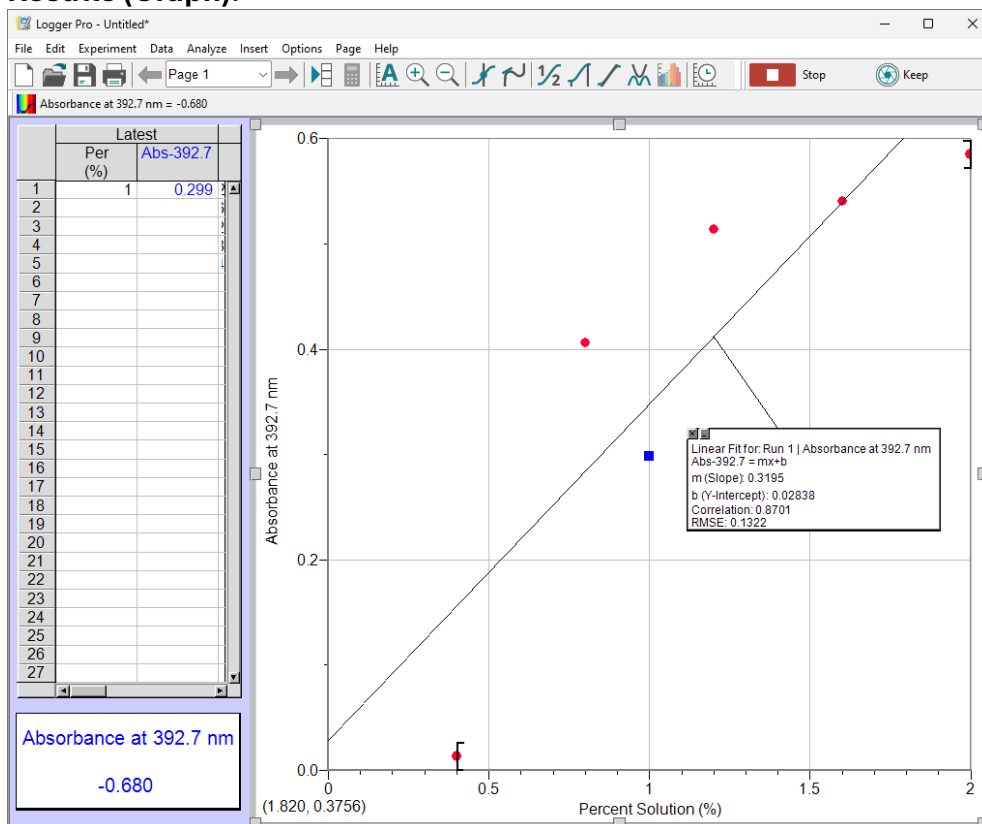 Results (Graph):
Logger Pro - Untitled*
File Edit Experiment Data Analyze Insert Options Page Help
Page 1
Stop
Keep
Absorbance at 392.7 nm = -0.680
Latest
Per
(%)
Abs-392.7
1 1 0.299
2
3
4
5
6
7
8
9
10
11
12
13
14
15
16
17
18
19
20
21
22
23
24
25
26
27
Absorbance at 392.7 nm
-0.680
0.6
0.4
0.2
0.0
Absorbance at 392.7 nm
Linear Fit for: Run 1 | Absorbance at 392.7 nm
Abs-392.7 = mx+b
m (Slope): 0.3195
b (Y-Intercept): 0.02838
Correlation: 0.8701
RMSE: 0.1322
0 0.5 1 1.5 2
(1.820, 0.3756)
Percent Solution (%)